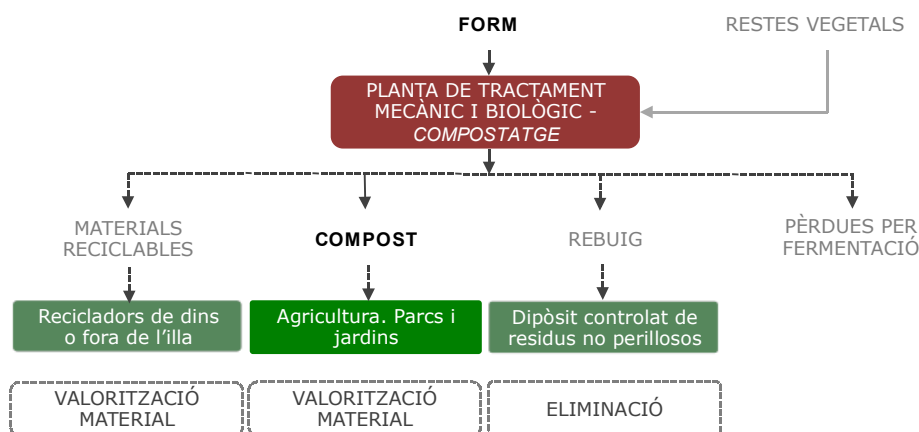 FORM
RESTES VEGETALS
PLANTA DE TRACTAMENT
MECÀNIC I BIOLÒGIC -
COMPOSTATGE
MATERIALS
RECICLABLES
COMPOST
REBUIG
PÈRDUES PER
FERMENTACIÓ
Recicladors de dins
o fora de l'illa
Agricultura. Parcs i
jardins
Dipòsit controlat de
residus no perillosos
VALORITZACIÓ
MATERIAL
VALORITZACIÓ
MATERIAL
ELIMINACIÓ